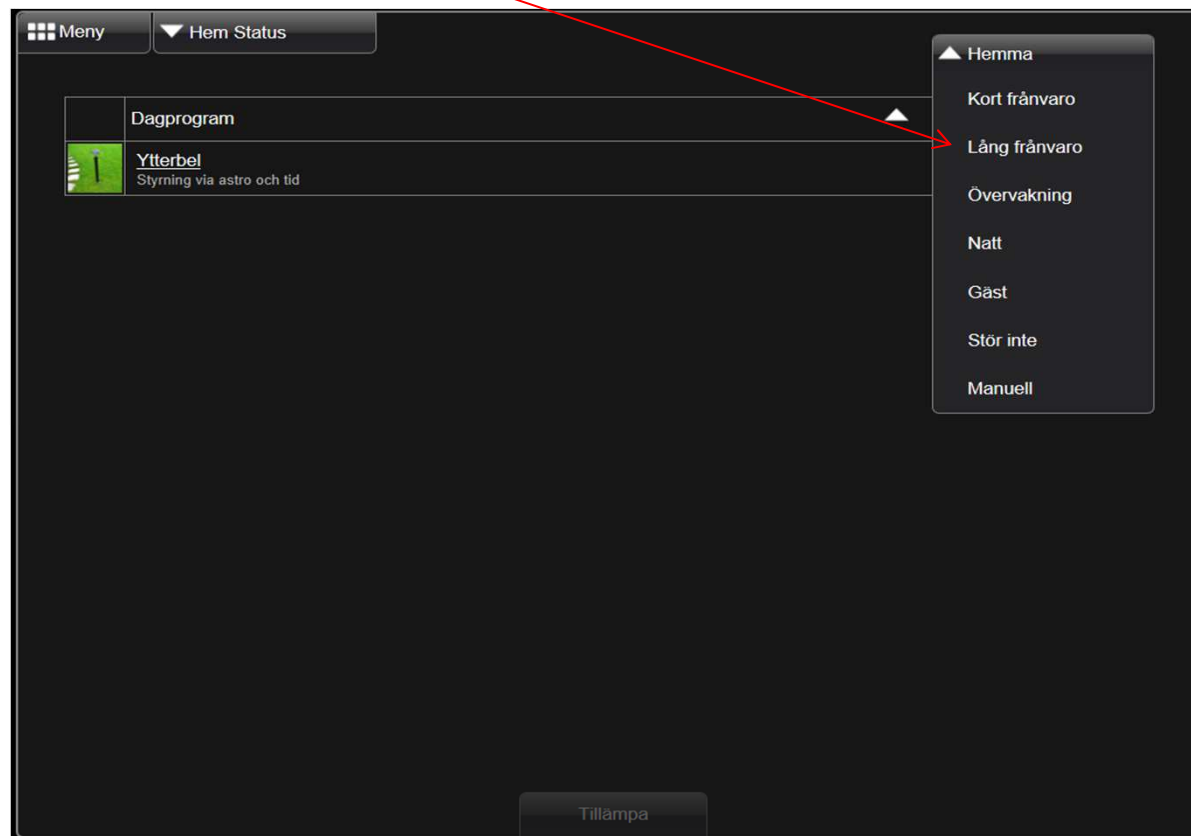 Meny
Hem Status
Hemma
Kort frånvaro
Lång frånvaro
Övervakning
Natt
Gäst
Stör inte
Manuell
Dagprogram
Ytterbel
Styrning via astro och tid
Tillämpa